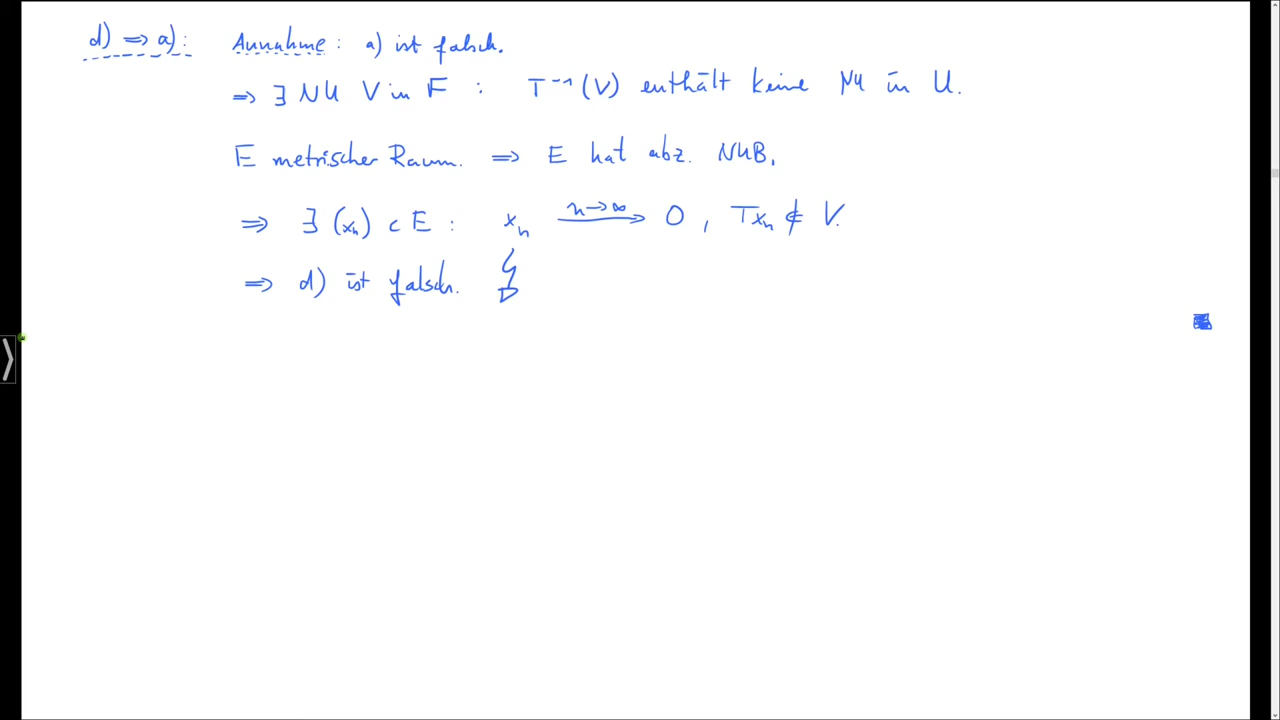 d) ⇒ a): Annahme: a) ist falsch.
⇒ ∃ NU V in F : T⁻¹(V) enthält keine NU in U.
E metrischer Raum. ⇒ E hat abz. NUB.
⇒ ∃ (xₙ) ⊂ E : xₙ →(n→∞) 0, Txₙ ∉ V.
⇒ d) ist falsch. ↯